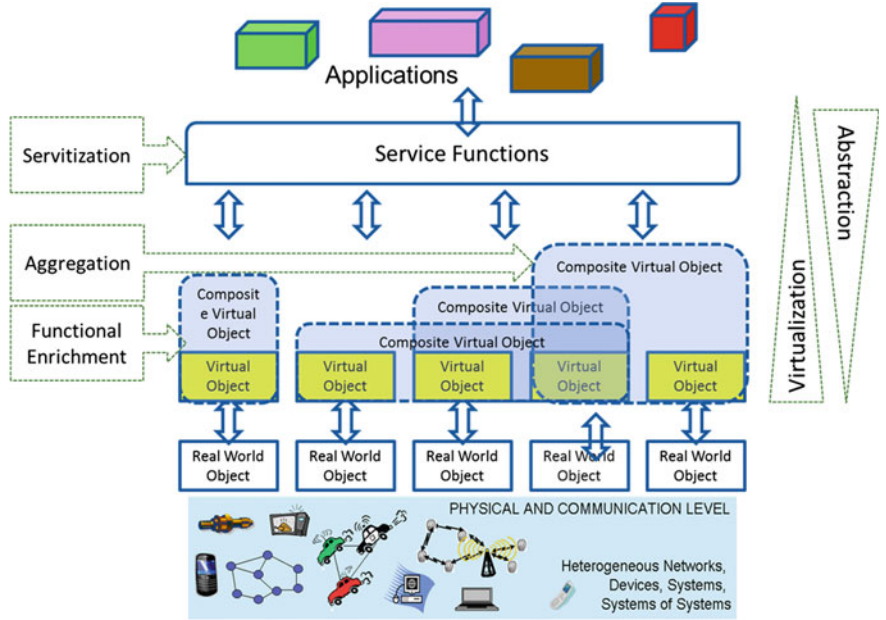 Applications
Servitization
Service Functions
Abstraction
Virtualization
Aggregation
Composite Virtual Object
Composit
e Virtual
Object
Composite Virtual Object
Functional
Enrichment
Composite Virtual Object
Virtual
Object
Virtual
Object
Virtual
Object
Virtual
Object
Virtual
Object
Real World
Object
Real World
Object
Real World
Object
Real World
Object
Real World
Object
PHYSICAL AND COMMUNICATION LEVEL
Heterogeneous Networks,
Devices, Systems,
Systems of Systems